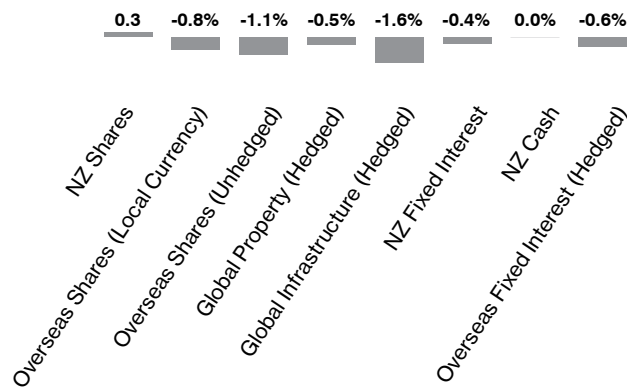 0.3 -0.8% -1.1% -0.5% -1.6% -0.4% 0.0% -0.6%
NZ Shares
Overseas Shares (Local Currency)
Overseas Shares (Unhedged)
Global Property (Hedged)
Global Infrastructure (Hedged)
NZ Fixed Interest
NZ Cash
Overseas Fixed Interest (Hedged)